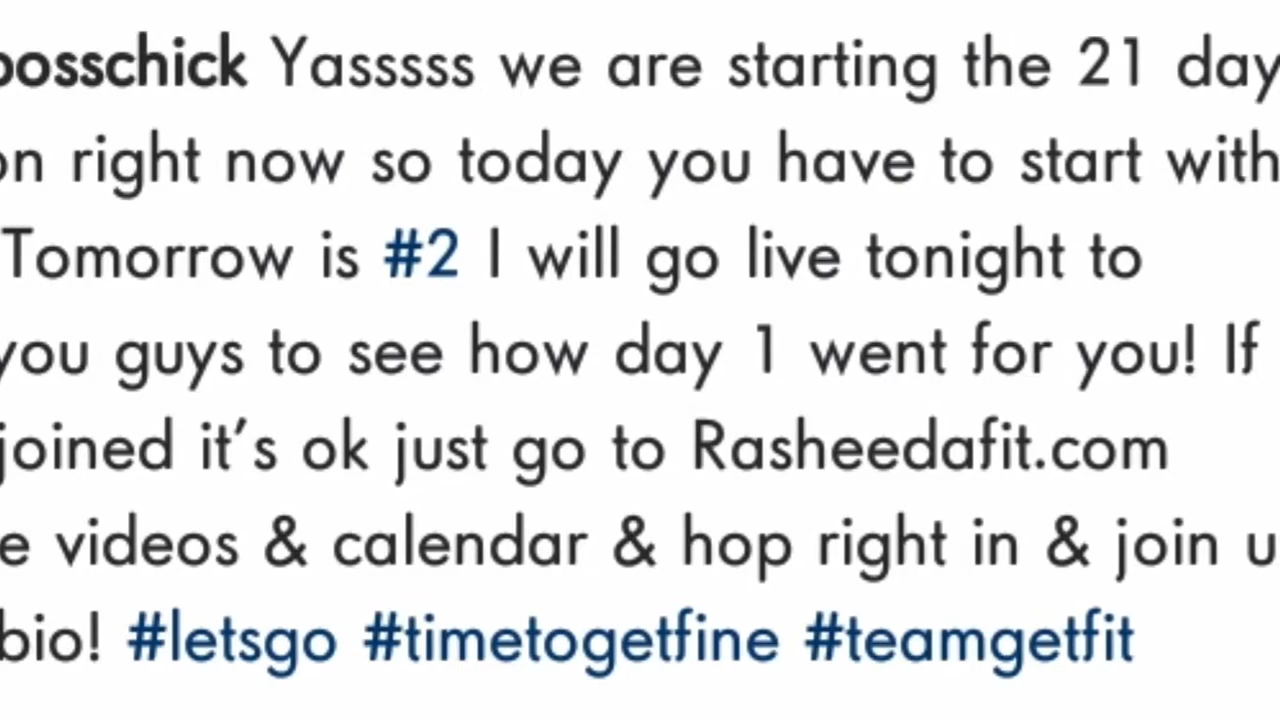 bosschick Yasssss we are starting the 21 day
on right now so today you have to start with
Tomorrow is #2 I will go live tonight to
you guys to see how day 1 went for you! If
joined it’s ok just go to Rasheedafit.com
e videos & calendar & hop right in & join u
bio! #letsgo #timetogetfine #teamgetfit